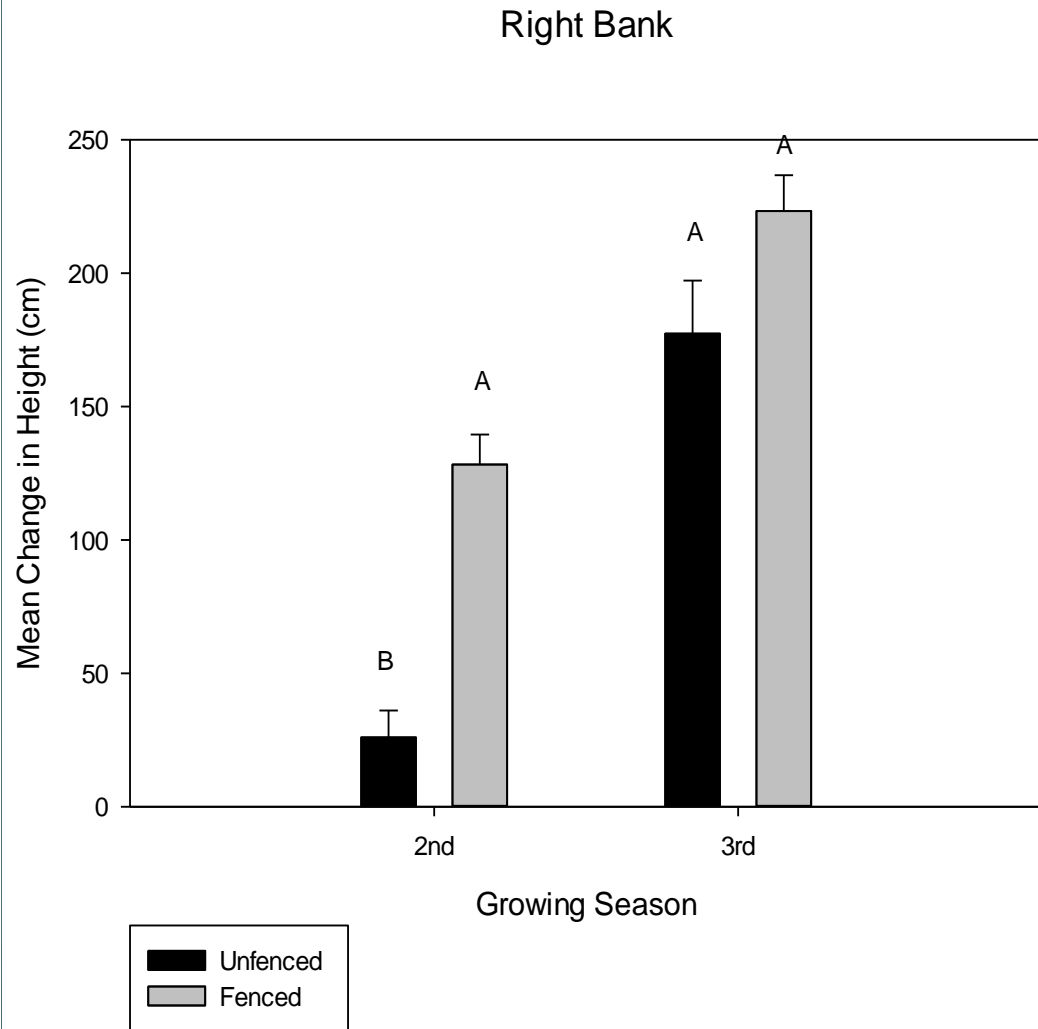 Right Bank
250
200
150
100
50
0
Mean Change in Height (cm)
B
A
A
A
2nd
3rd
Growing Season
Unfenced
Fenced